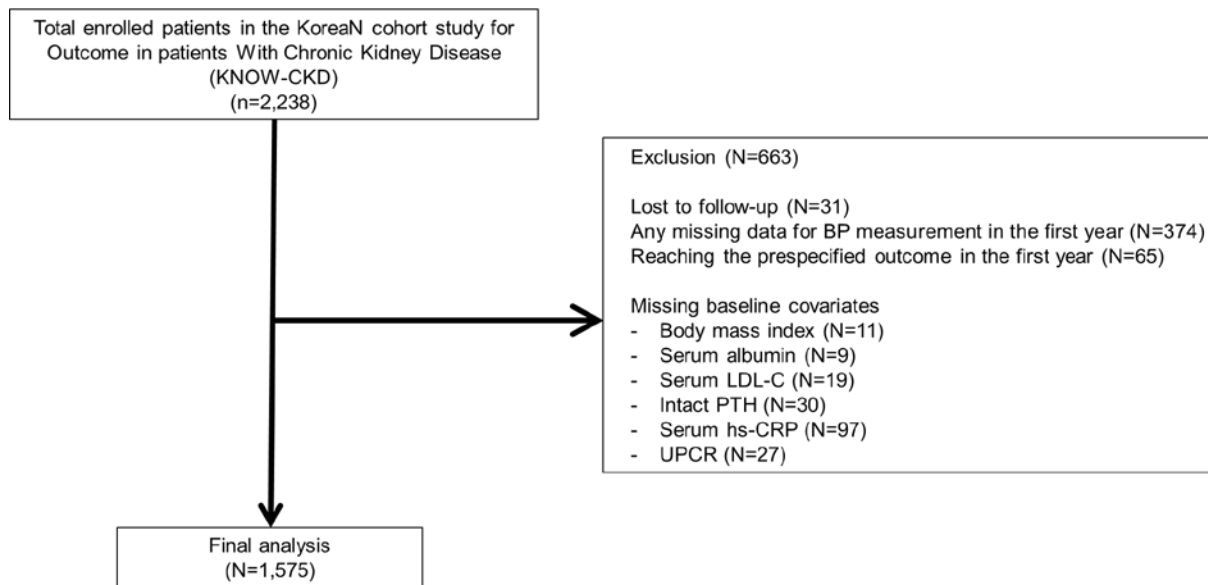 Total enrolled patients in the KoreaN cohort study for
Outcome in patients With Chronic Kidney Disease
(KNOW-CKD)
(n=2,238)
Exclusion (N=663)
Lost to follow-up (N=31)
Any missing data for BP measurement in the first year (N=374)
Reaching the prespecified outcome in the first year (N=65)
Missing baseline covariates
- Body mass index (N=11)
- Serum albumin (N=9)
- Serum LDL-C (N=19)
- Intact PTH (N=30)
- Serum hs-CRP (N=97)
- UPCR (N=27)
Final analysis
(N=1,575)